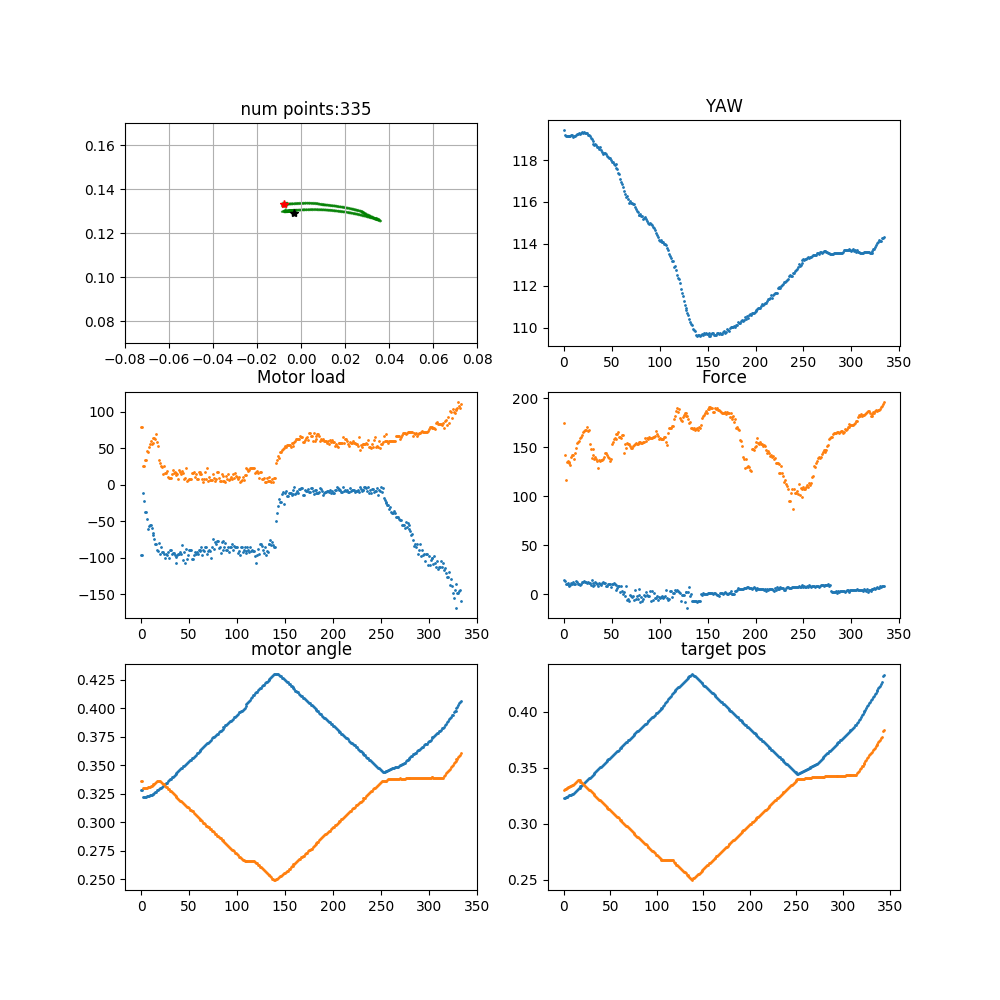 num points:335
YAW
0.16
0.14
0.12
0.10
0.08
−0.08 −0.06 −0.04 −0.02 0.00 0.02 0.04 0.06 0.08
118
116
114
112
110
0 50 100 150 200 250 300 350
Motor load
Force
100
50
0
−50
−100
−150
0 50 100 150 200 250 300 350
200
150
100
50
0
0 50 100 150 200 250 300 350
motor angle
target pos
0.425
0.400
0.375
0.350
0.325
0.300
0.275
0.250
0 50 100 150 200 250 300 350
0.40
0.35
0.30
0.25
0 50 100 150 200 250 300 350